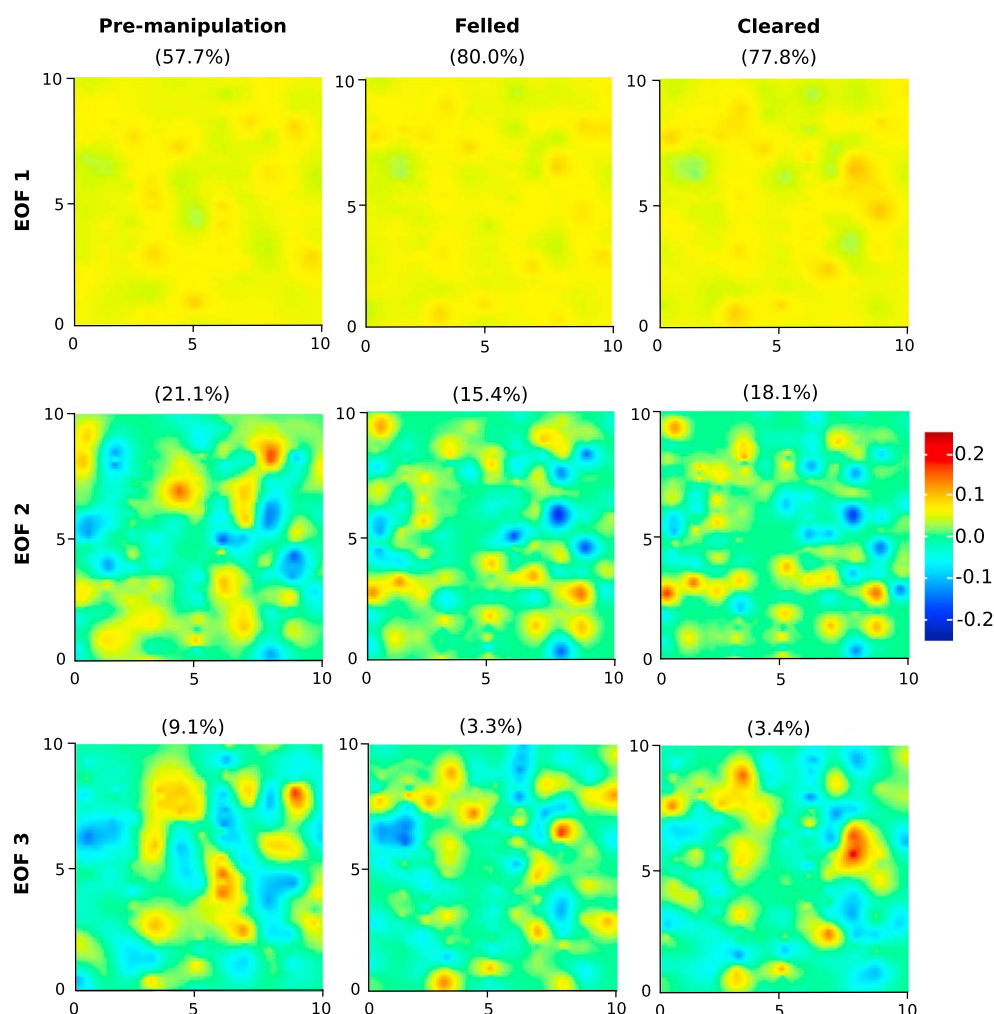 Pre-manipulation Felled Cleared
(57.7%) (80.0%) (77.8%)
10 10 10
EOF 1
5 5 5
0 0 0
0 5 10 0 5 10 0 5 10
(21.1%) (15.4%) (18.1%)
10 10 10
0.2
0.1
EOF 2
5 5 5 0.0
-0.1
-0.2
0 0 0
0 5 10 0 5 10 0 5 10
(9.1%) (3.3%) (3.4%)
10 10 10
EOF 3
5 5 5
0 0 0
0 5 10 0 5 10 0 5 10